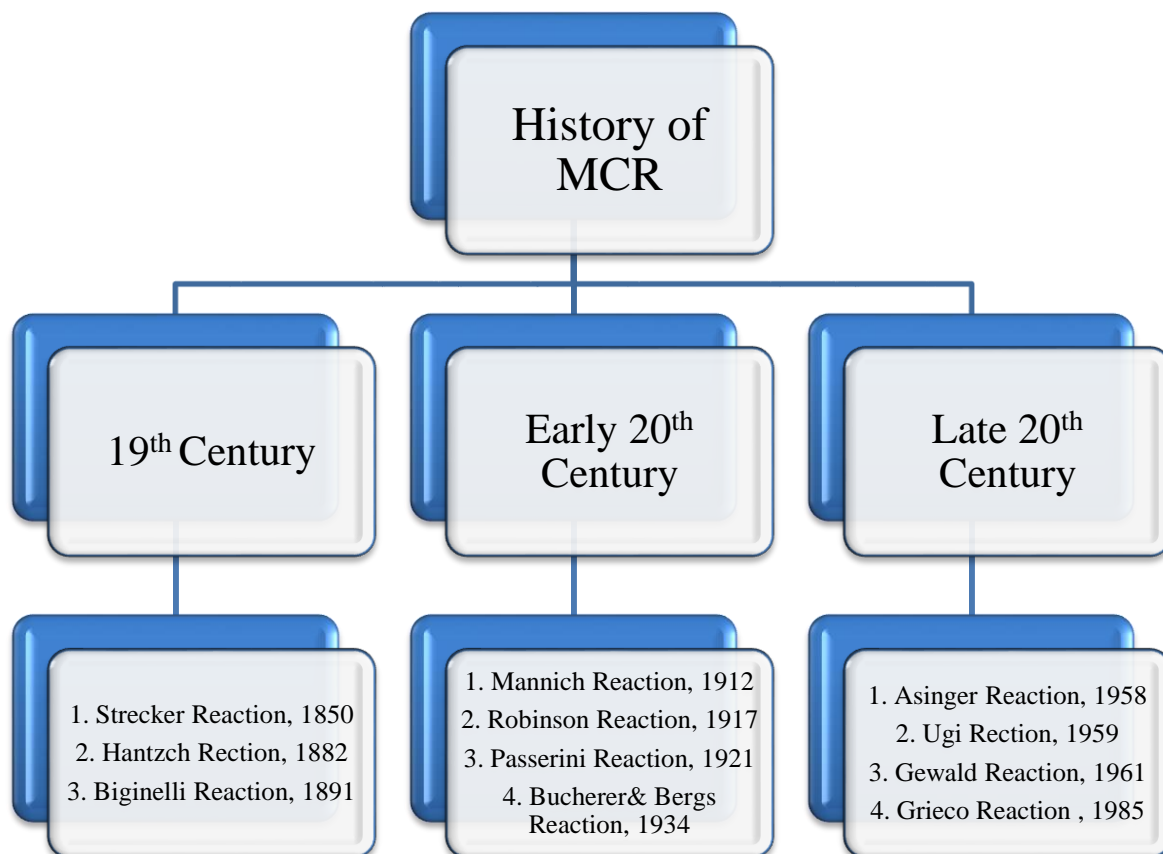 History of
MCR
19th Century
Early 20th
Century
Late 20th
Century
1. Strecker Reaction, 1850
2. Hantzch Rection, 1882
3. Biginelli Reaction, 1891
1. Mannich Reaction, 1912
2. Robinson Reaction, 1917
3. Passerini Reaction, 1921
4. Bucherer& Bergs
Reaction, 1934
1. Asinger Reaction, 1958
2. Ugi Rection, 1959
3. Gewald Reaction, 1961
4. Grieco Reaction , 1985